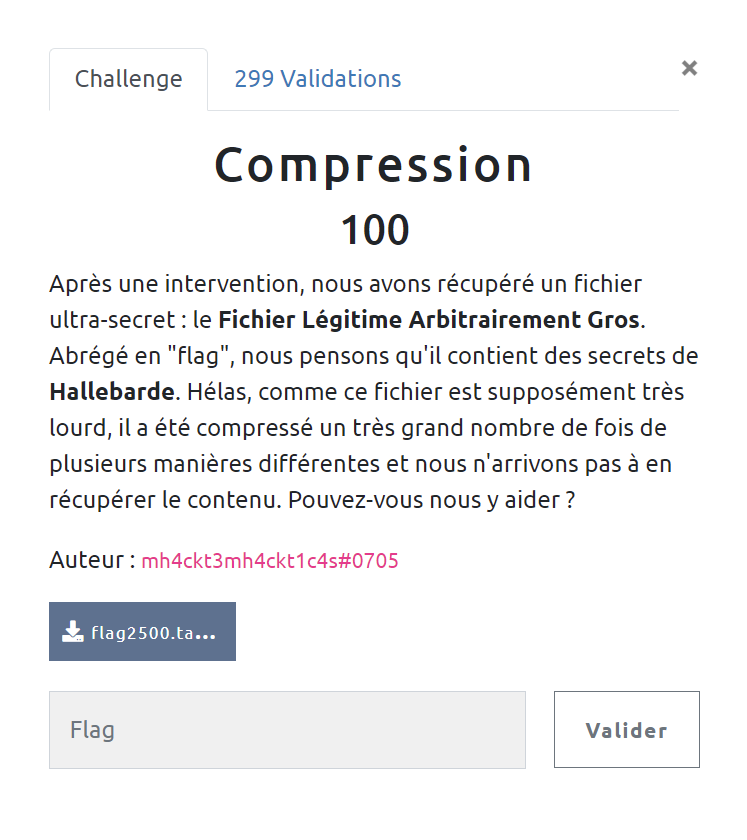 Challenge
299 Validations
×
Compression
100
Après une intervention, nous avons récupéré un fichier
ultra-secret : le Fichier Légitime Arbitrairement Gros.
Abrégé en "flag", nous pensons qu'il contient des secrets de
Hallebarde. Hélas, comme ce fichier est supposément très
lourd, il a été compressé un très grand nombre de fois de
plusieurs manières différentes et nous n'arrivons pas à en
récupérer le contenu. Pouvez-vous nous y aider ?
Auteur : mh4ckt3mh4ckt1c4s#0705
flag2500.ta...
Flag
Valider